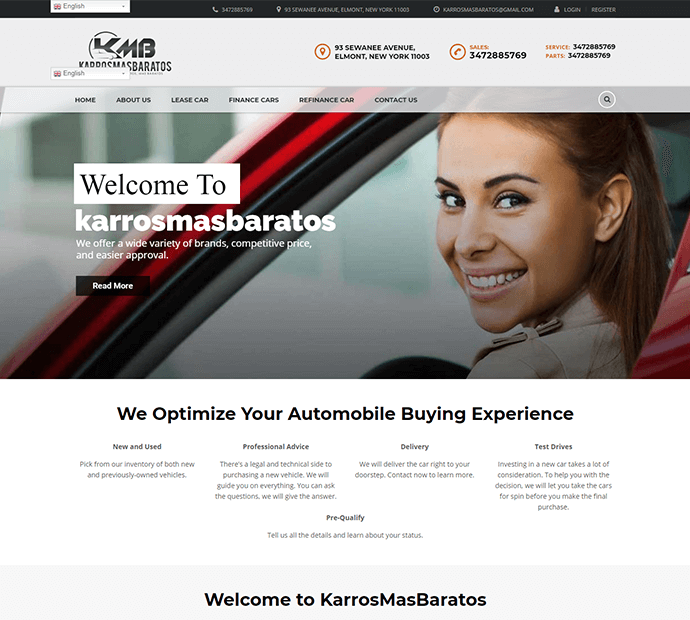 English
3472885769
93 SEWANEE AVENUE, ELMONT, NEW YORK 11003
KARROSMASBARATOS@GMAIL.COM
LOGIN
REGISTER
KMB
KARROSMASBARATOS
English
93 SEWANEE AVENUE,
ELMONT, NEW YORK 11003
SALES:
3472885769
SERVICE: 3472885769
PARTS: 3472885769
HOME
ABOUT US
LEASE CAR
FINANCE CARS
REFINANCE CAR
CONTACT US
Welcome To
karrosmasbaratos
We offer a wide variety of brands, competitive price,
and easier approval.
Read More
We Optimize Your Automobile Buying Experience
New and Used
Pick from our inventory of both new
and previously-owned vehicles.
Professional Advice
There's a legal and technical side to
purchasing a new vehicle. We will
guide you on everything. You can ask
the questions, we will give the answer.
Delivery
We will deliver the car right to your
doorstep. Contact now to learn more.
Test Drives
Investing in a new car takes a lot of
consideration. To help you with the
decision, we will let you take the cars
for spin before you make the final
purchase.
Pre-Qualify
Tell us all the details and learn about your status.
Welcome to KarrosMasBaratos